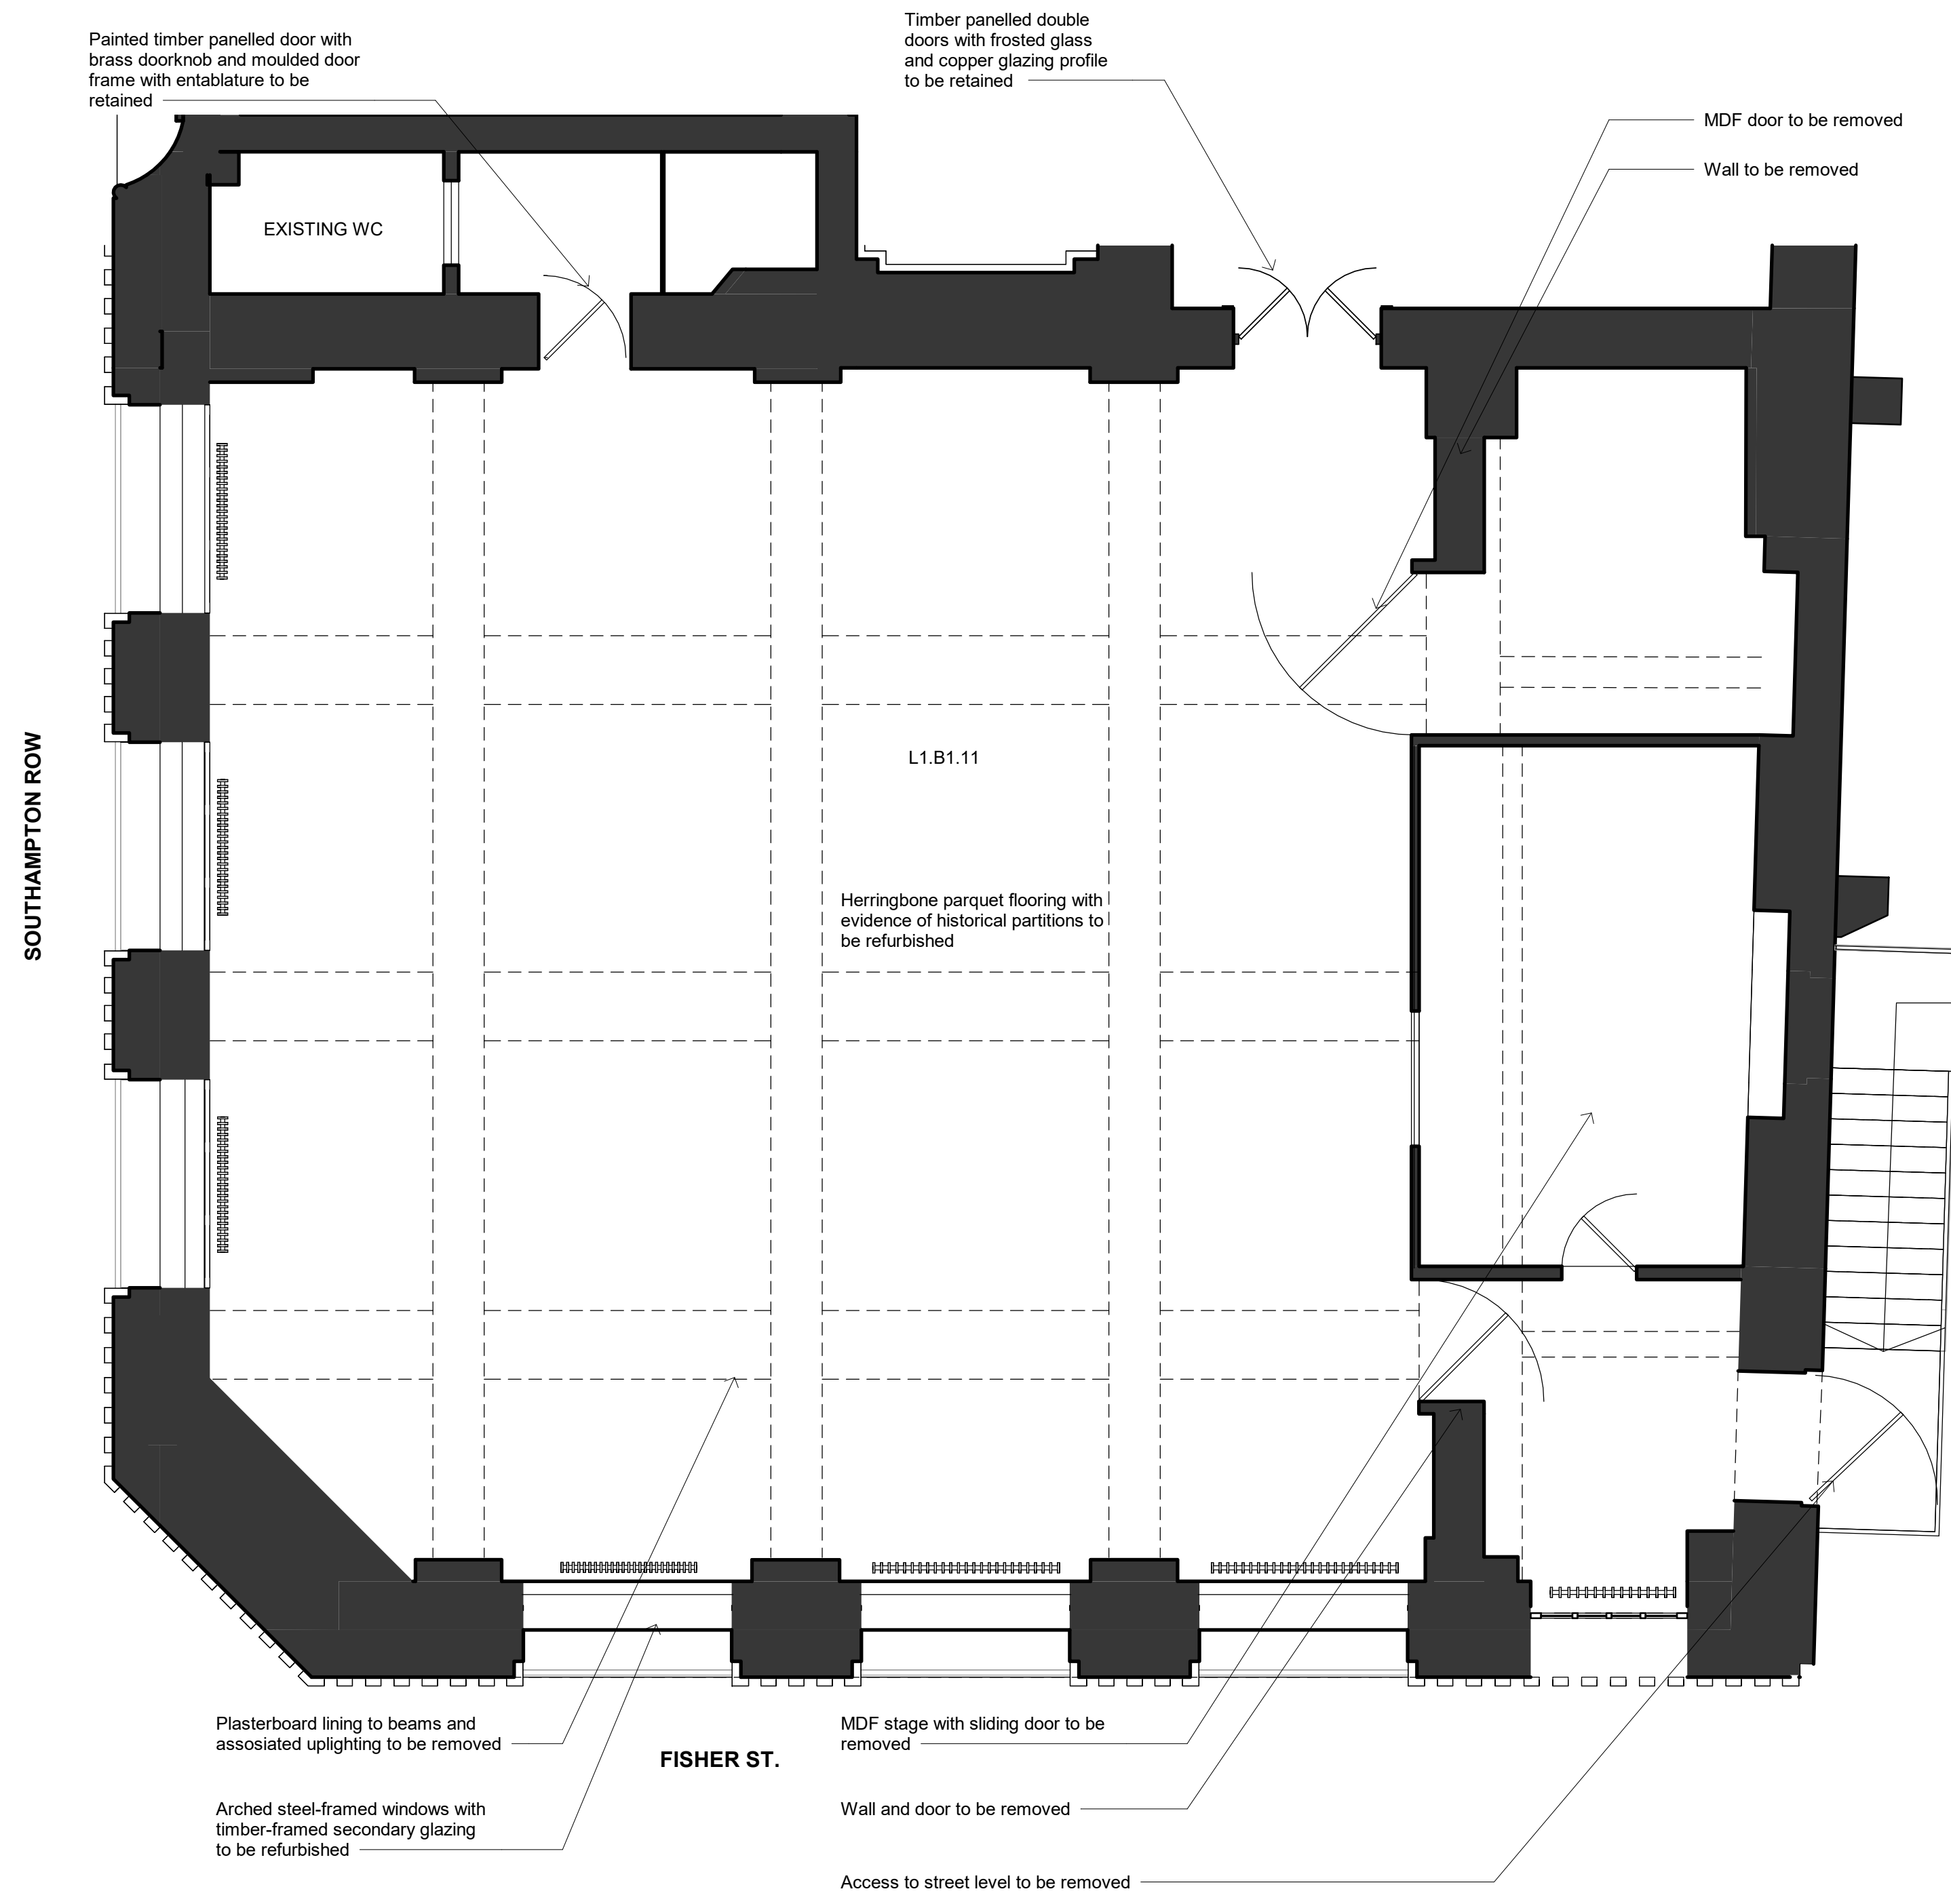 Timber panelled double
doors with frosted glass
and copper glazing profile
to be retained
Painted timber panelled door with
brass doorknob and moulded door
frame with entablature to be
retained
MDF door to be removed
Wall to be removed
EXISTING WC
SOUTHAMPTON ROW
L1.B1.11
Herringbone parquet flooring with
evidence of historical partitions to
be refurbished
Plasterboard lining to beams and
assosiated uplighting to be removed
MDF stage with sliding door to be
removed
FISHER ST.
Arched steel-framed windows with
timber-framed secondary glazing
to be refurbished
Wall and door to be removed
Access to street level to be removed